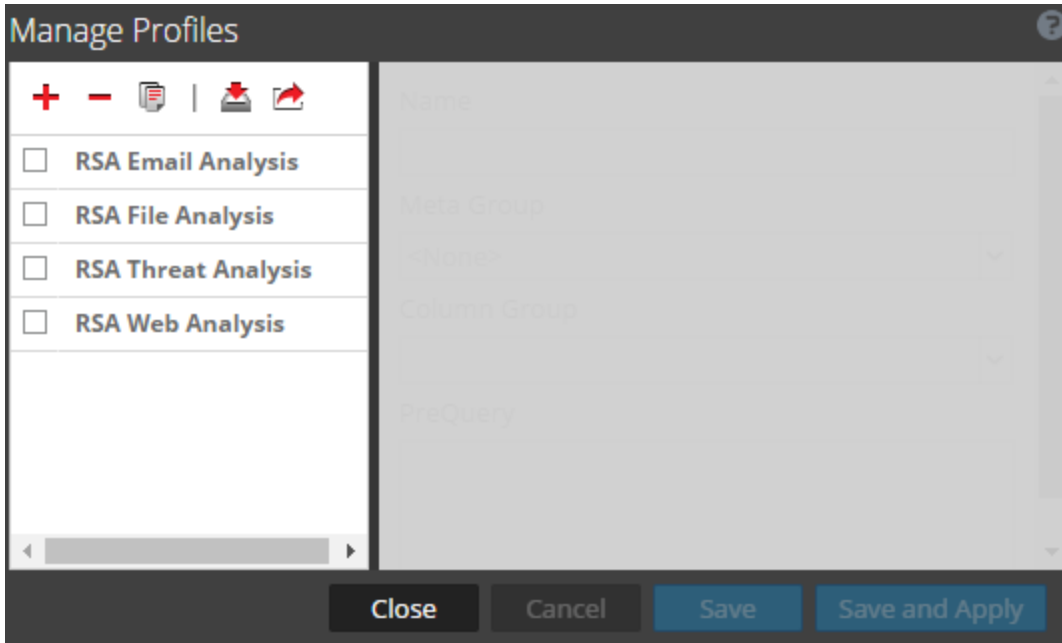 Manage Profiles
RSA Email Analysis
RSA File Analysis
RSA Threat Analysis
RSA Web Analysis
Name
Meta Group
<None>
Column Group
PreQuery
Close
Cancel
Save
Save and Apply